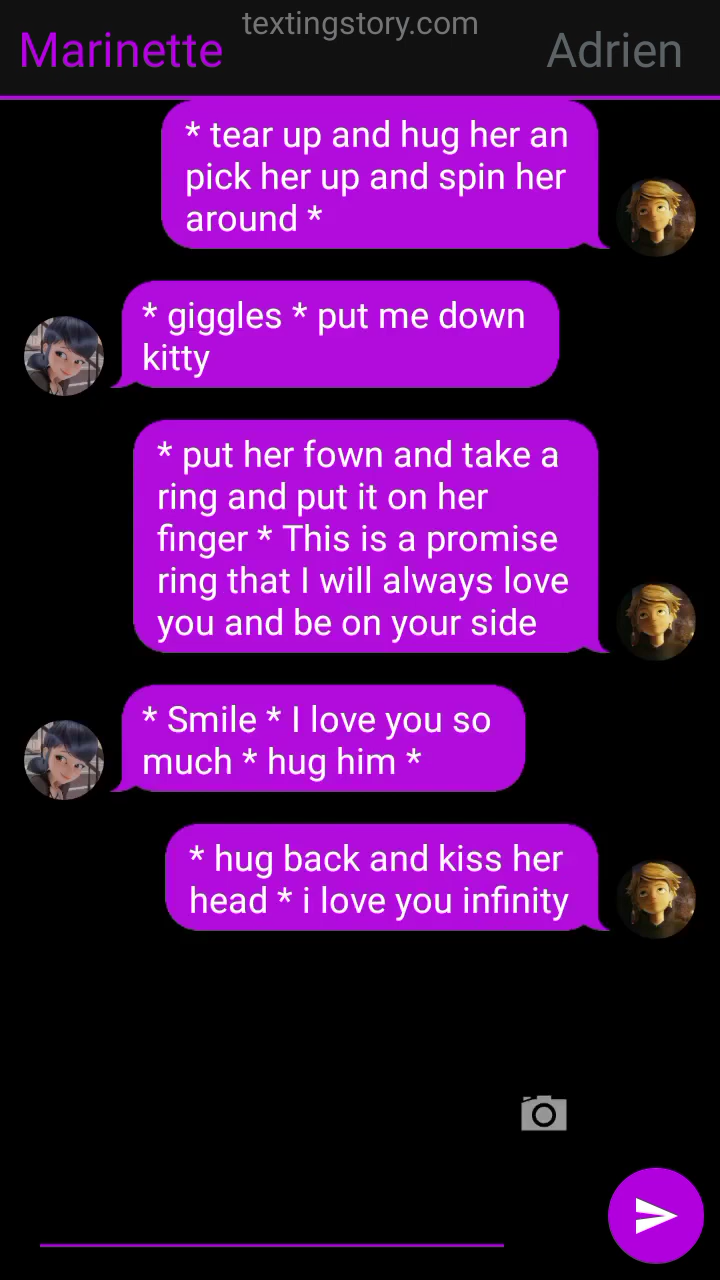 textingstory.com
Marinette
Adrien
* tear up and hug her an
pick her up and spin her
around *
* giggles * put me down
kitty
* put her fown and take a
ring and put it on her
finger * This is a promise
ring that I will always love
you and be on your side
* Smile * I love you so
much * hug him *
* hug back and kiss her
head * i love you infinity